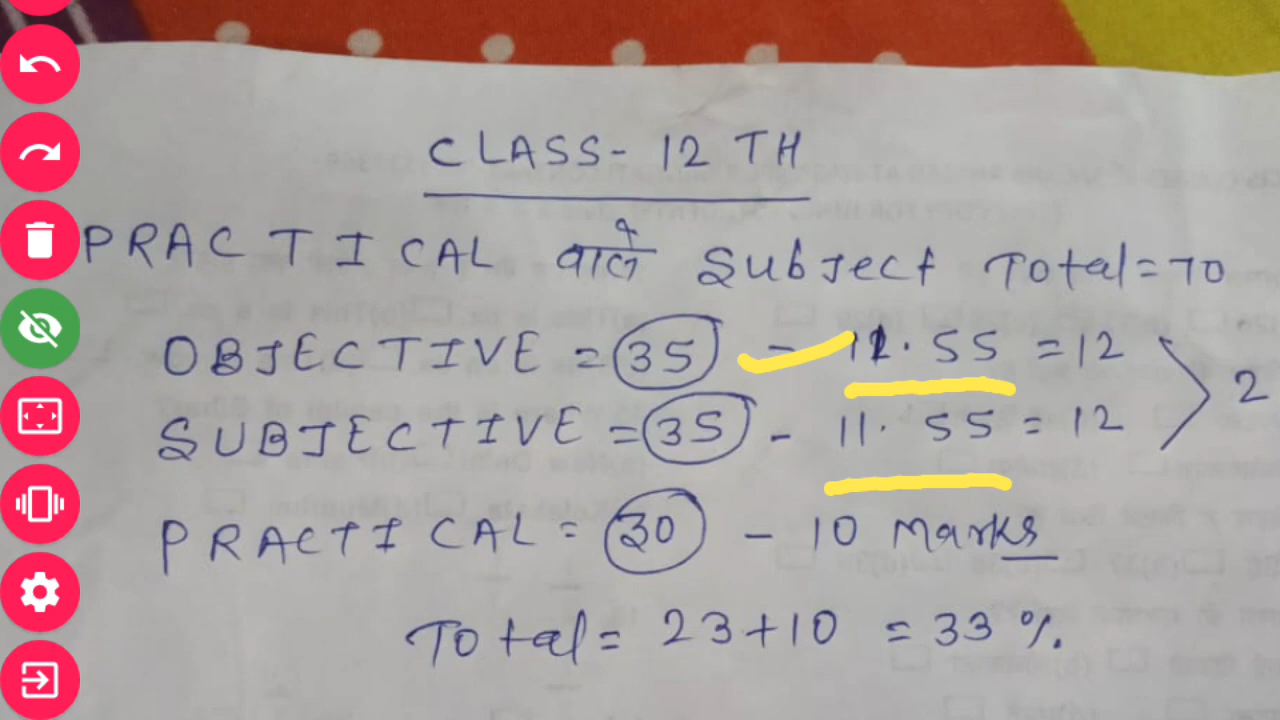 CLASS- 12 TH
PRACTICAL वाले Subject Total=70
OBJECTIVE = 35 - 11.55 = 12
SUBJECTIVE = 35 - 11.55 = 12 > 2
PRACTICAL = 30 - 10 Marks
Total = 23+10 = 33 %.